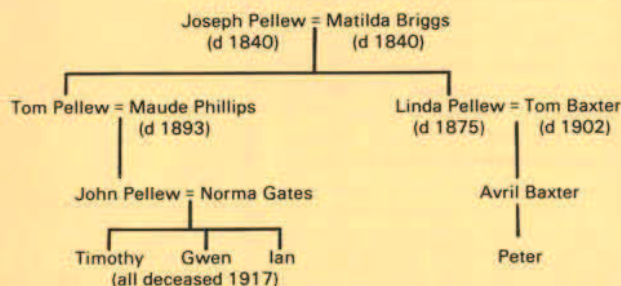 Joseph Pellew = Matilda Briggs
(d 1840) (d 1840)
Tom Pellew = Maude Phillips
(d 1893)
Linda Pellew = Tom Baxter
(d 1875) (d 1902)
John Pellew = Norma Gates
Avril Baxter
Timothy Gwen Ian
(all deceased 1917)
Peter